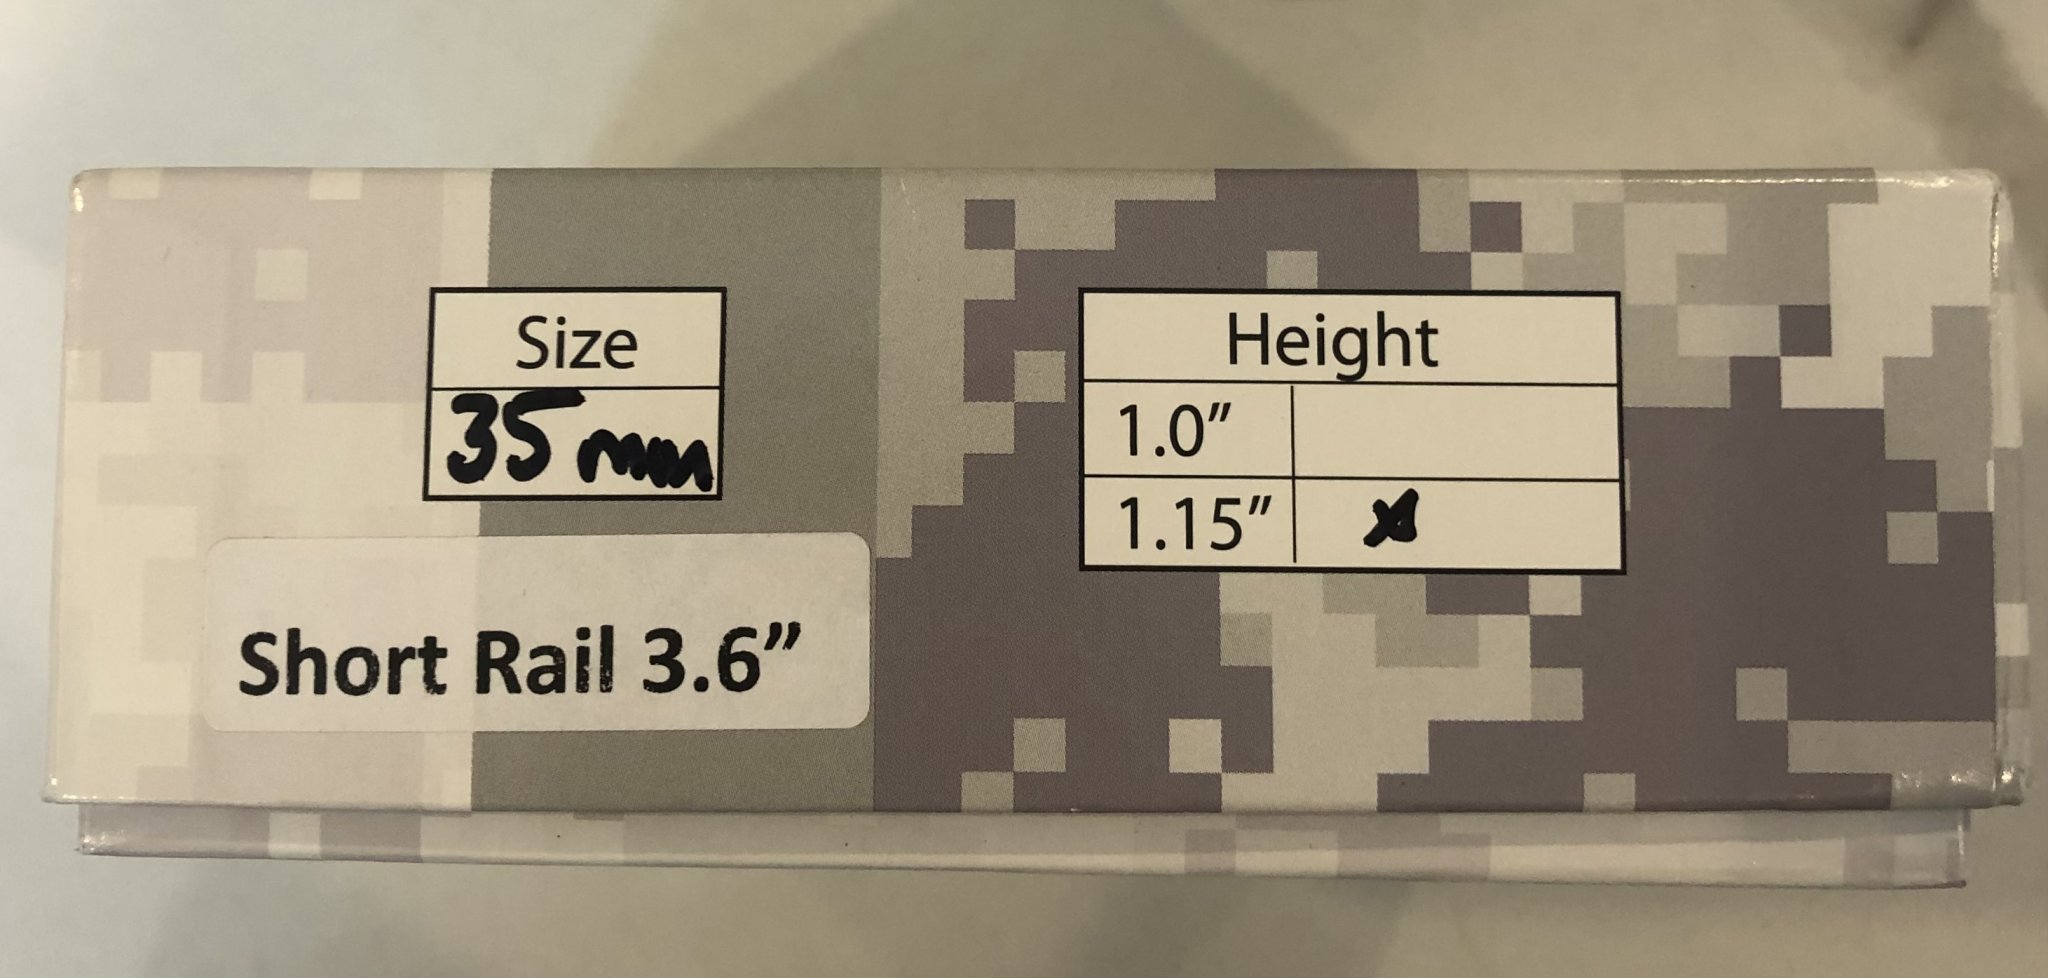 Size
35 mm
Height
1.0"
1.15" x
Short Rail 3.6"